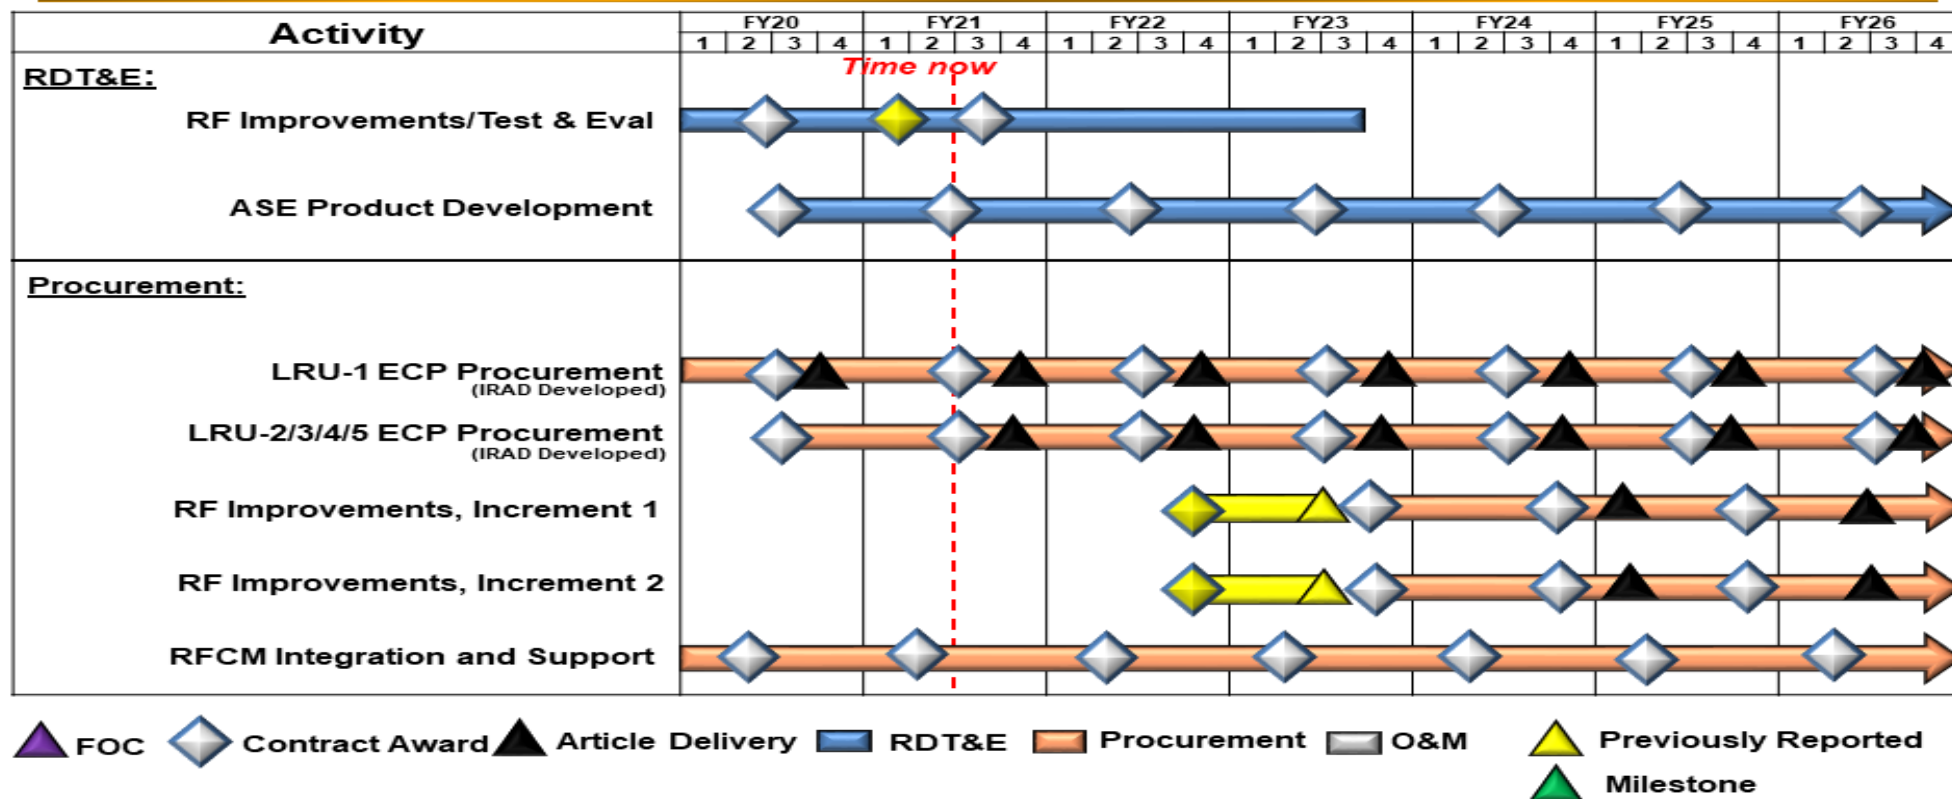 Activity
FY20 FY21 FY22 FY23 FY24 FY25 FY26
1 2 3 4 1 2 3 4 1 2 3 4 1 2 3 4 1 2 3 4 1 2 3 4 1 2 3 4
Time now
RDT&E:
RF Improvements/Test & Eval
ASE Product Development
Procurement:
LRU-1 ECP Procurement
(IRAD Developed)
LRU-2/3/4/5 ECP Procurement
(IRAD Developed)
RF Improvements, Increment 1
RF Improvements, Increment 2
RFCM Integration and Support
FOC Contract Award Article Delivery RDT&E Procurement O&M Previously Reported
Milestone